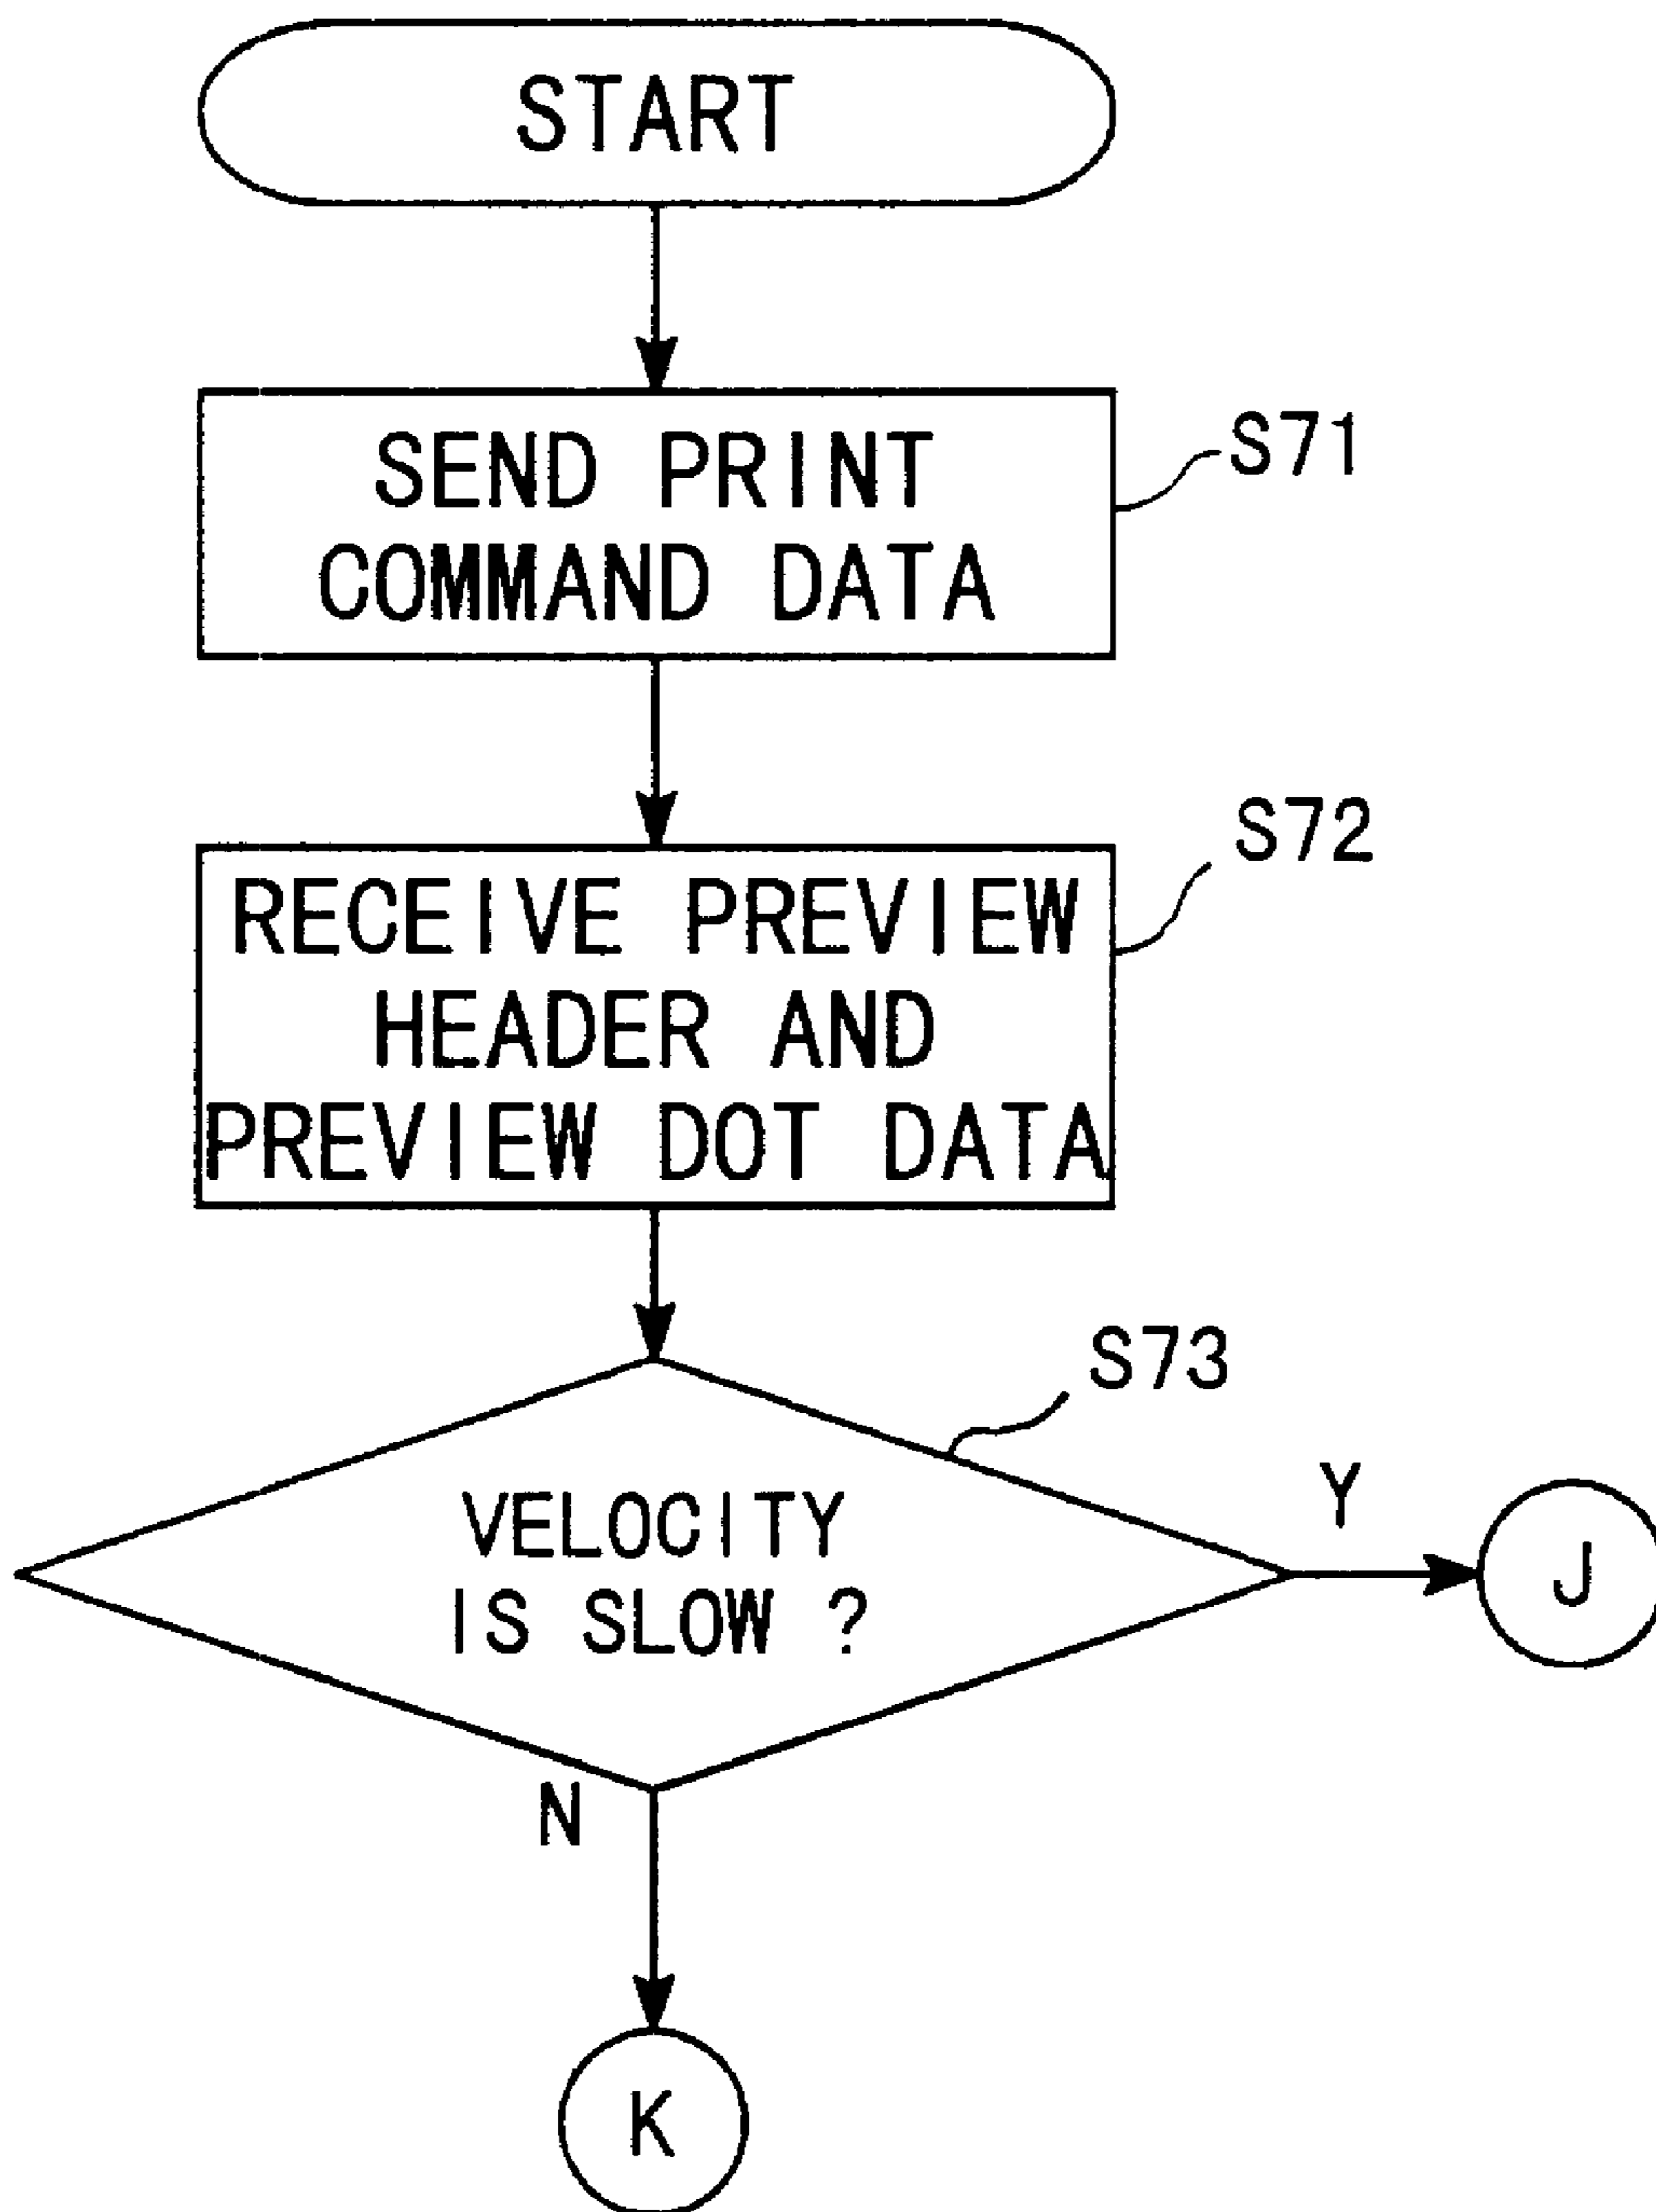 START
SEND PRINT
COMMAND DATA
S71
RECEIVE PREVIEW
HEADER AND
PREVIEW DOT DATA
S72
S73
VELOCITY
IS SLOW ?
Y
J
N
K